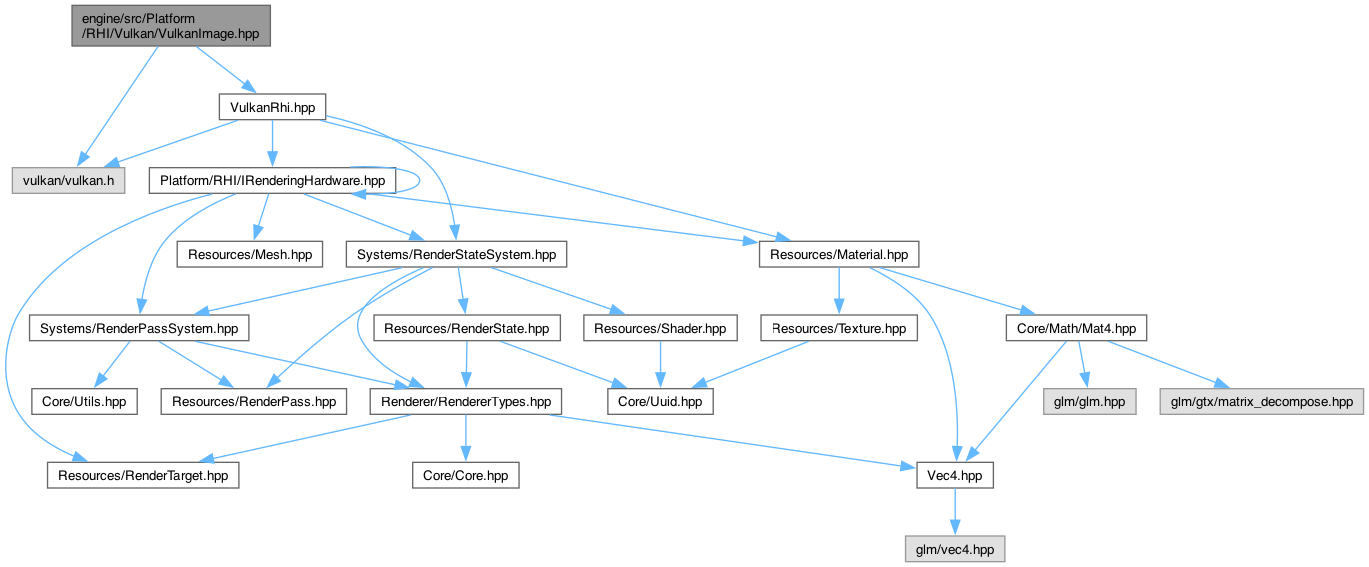 engine/src/Platform
/RHI/Vulkan/VulkanImage.hpp
VulkanRhi.hpp
vulkan/vulkan.h
Platform/RHI/IRenderingHardware.hpp
Resources/Mesh.hpp
Systems/RenderStateSystem.hpp
Resources/Material.hpp
Systems/RenderPassSystem.hpp
Resources/RenderState.hpp
Resources/Shader.hpp
Resources/Texture.hpp
Core/Math/Mat4.hpp
Core/Utils.hpp
Resources/RenderPass.hpp
Renderer/RendererTypes.hpp
Core/Uuid.hpp
glm/glm.hpp
glm/gtx/matrix_decompose.hpp
Resources/RenderTarget.hpp
Core/Core.hpp
Vec4.hpp
glm/vec4.hpp